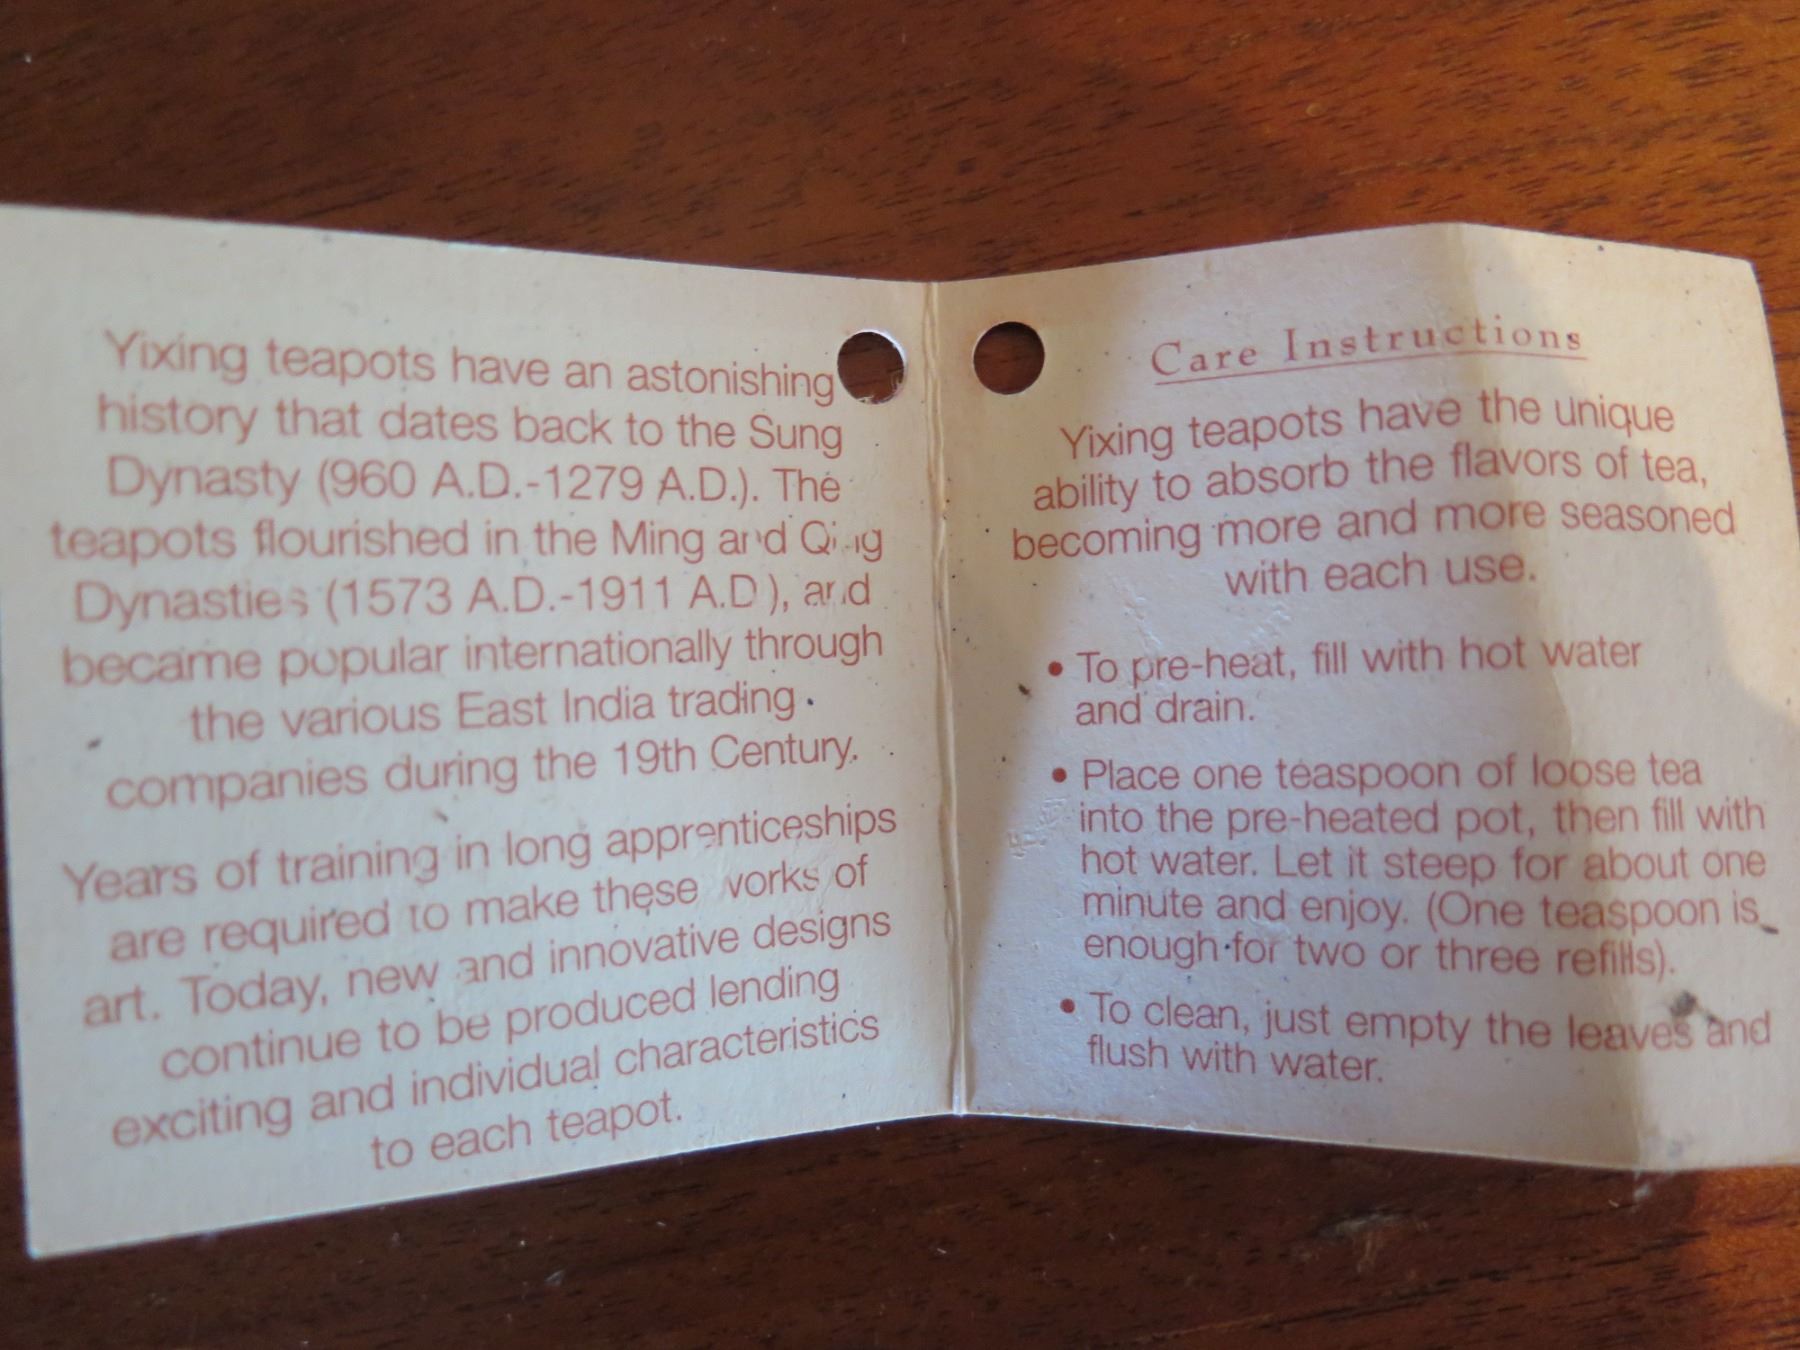 Yixing teapots have an astonishing
history that dates back to the Sung
Dynasty (960 A.D.-1279 A.D.). The
teapots flourished in the Ming and Qing
Dynasties (1573 A.D.-1911 A.D.), and
became popular internationally through
the various East India trading
companies during the 19th Century.
Years of training in long apprenticeships
are required to make these works of
art. Today, new and innovative designs
continue to be produced lending
exciting and individual characteristics
to each teapot.
Care Instructions
Yixing teapots have the unique
ability to absorb the flavors of tea,
becoming more and more seasoned
with each use.
• To pre-heat, fill with hot water
and drain.
• Place one teaspoon of loose tea
into the pre-heated pot, then fill with
hot water. Let it steep for about one
minute and enjoy. (One teaspoon is
enough for two or three refills).
• To clean, just empty the leaves and
flush with water.